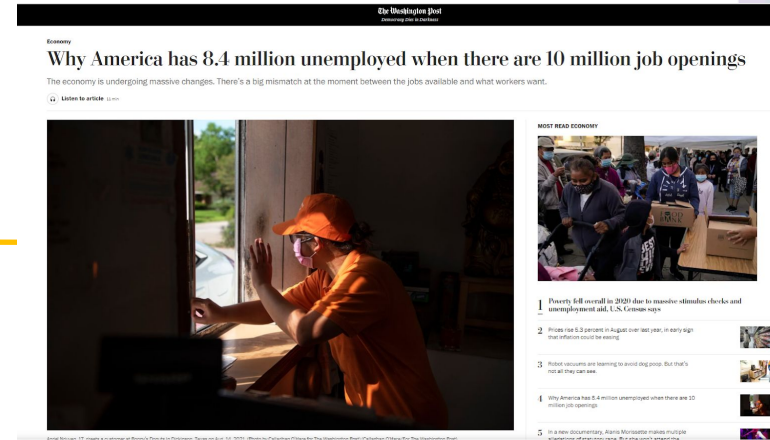 The Washington Post
Democracy Dies in Darkness
Economy
Why America has 8.4 million unemployed when there are 10 million job openings
The economy is undergoing massive changes. There's a big mismatch at the moment between the jobs available and what workers want.
Listen to article
MOST READ ECONOMY
FOOD
BANK
1 Poverty fell overall in 2020 due to massive stimulus checks and
unemployment aid, U.S. Census says
2 Prices rise 5.3 percent in August over last year, in early sign
that inflation could be easing
3 Robot vacuums are learning to avoid dog poop. But that's
not all they can see.
4 Why America has 8.4 million unemployed when there are 10
million job openings
5 In a new documentary, Alanis Morissette makes multiple